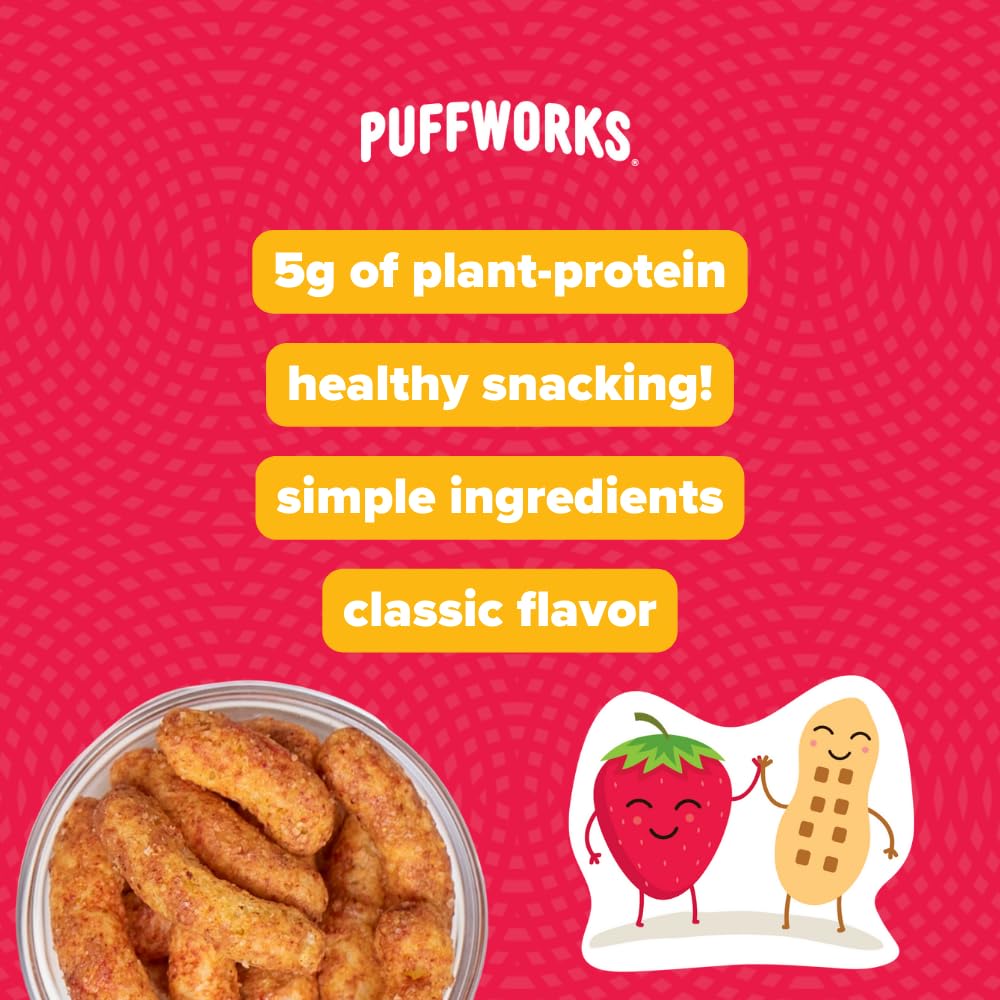 PUFFWORKS®
5g of plant-protein
healthy snacking!
simple ingredients
classic flavor